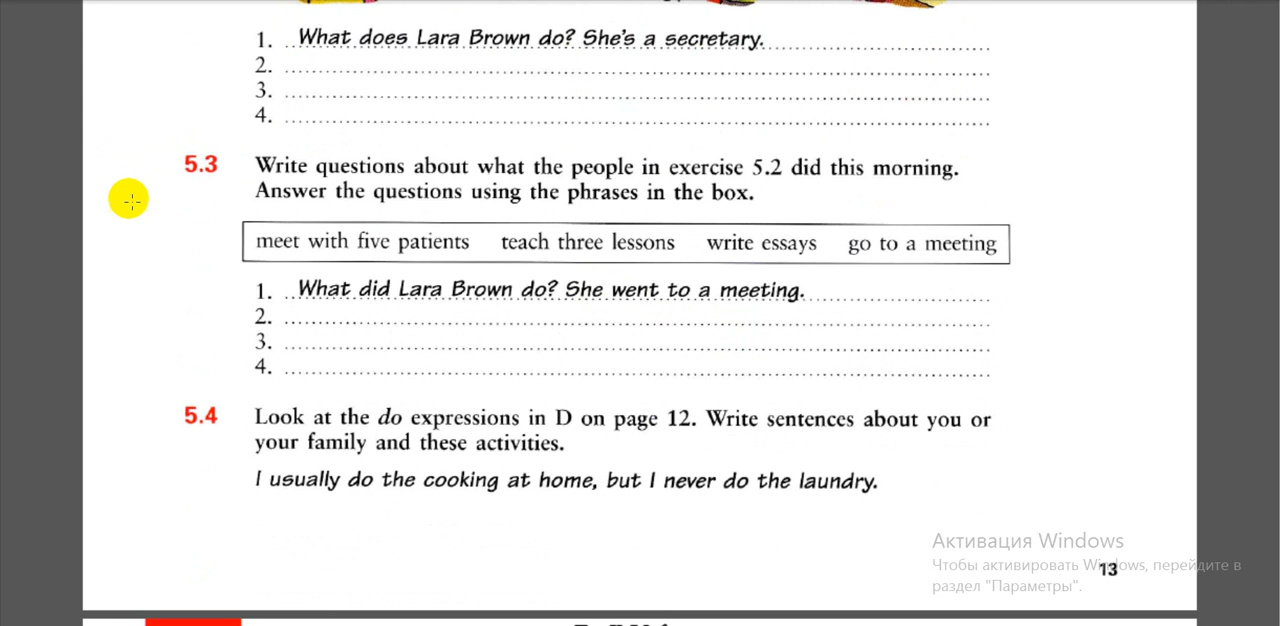 1. What does Lara Brown do? She's a secretary.
2.
3.
4.
5.3 Write questions about what the people in exercise 5.2 did this morning.
Answer the questions using the phrases in the box.
meet with five patients teach three lessons write essays go to a meeting
1. What did Lara Brown do? She went to a meeting.
2.
3.
4.
5.4 Look at the do expressions in D on page 12. Write sentences about you or
your family and these activities.
I usually do the cooking at home, but I never do the laundry.
Активация Windows
Чтобы активировать Windows, перейдите в
раздел "Параметры".
13